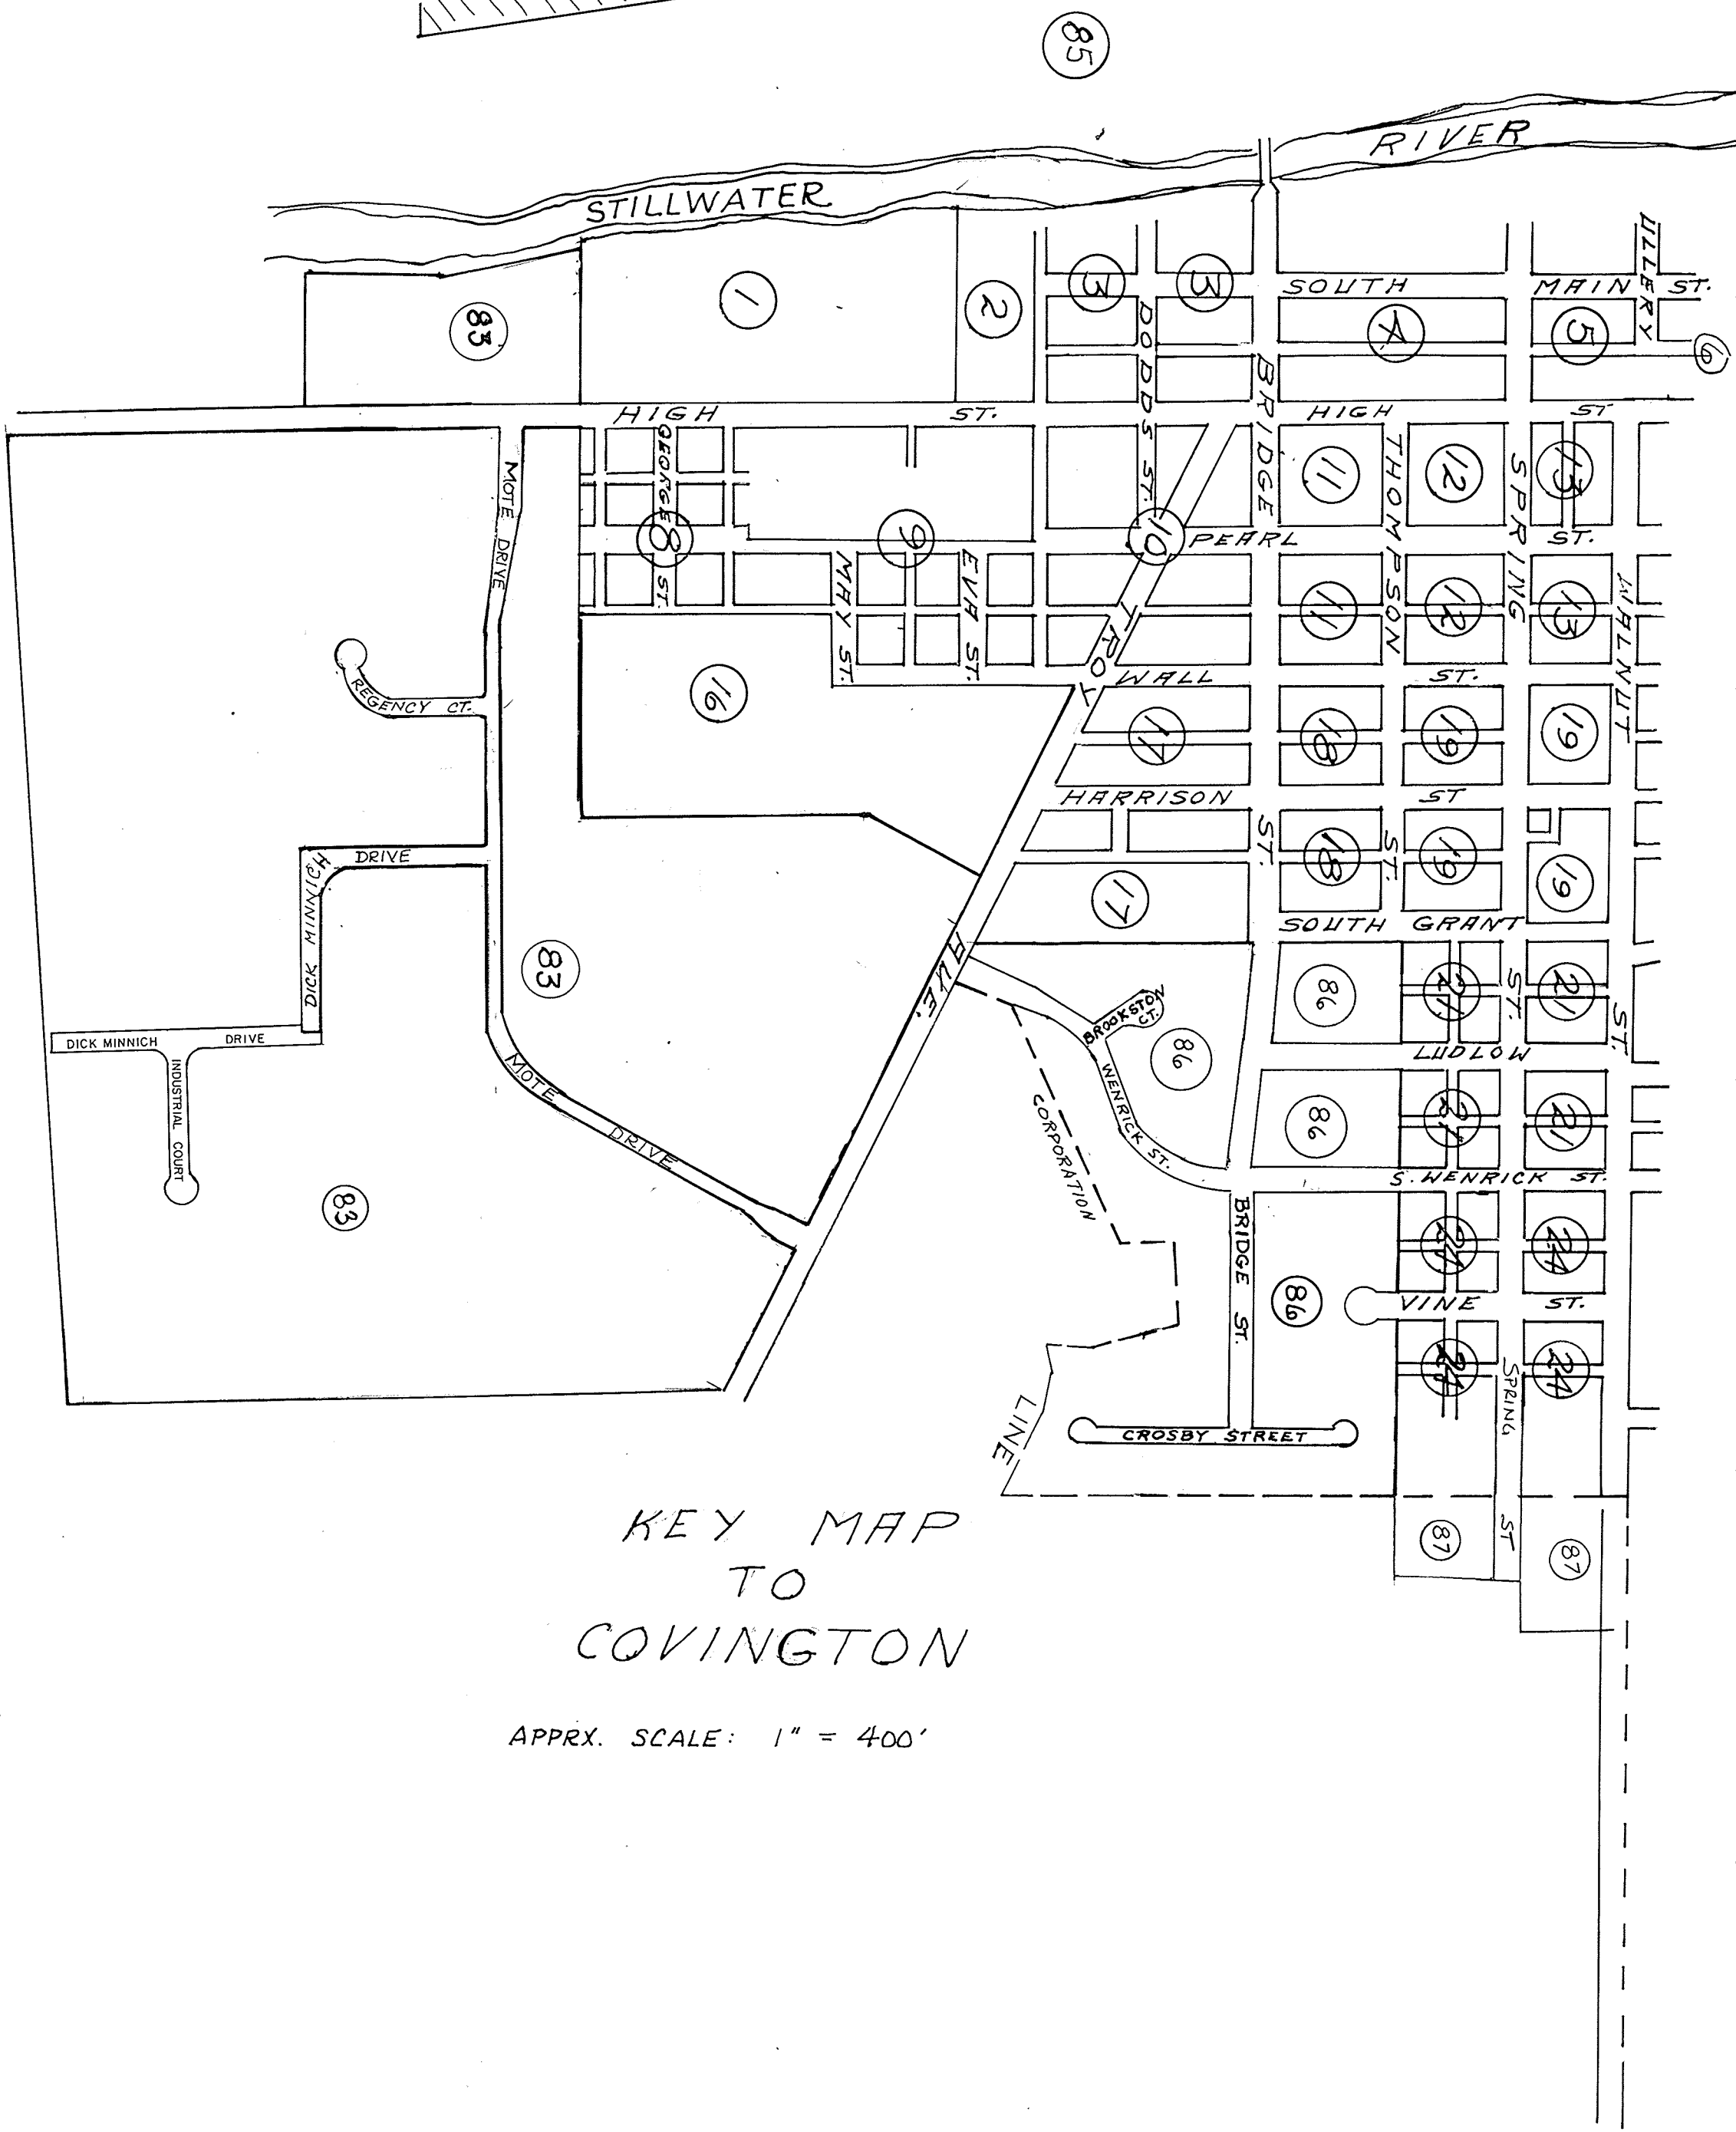 85
RIVER
STILLWATER
ULLERY
SOUTH MAIN ST.
83
1
2
3
3
4
5
6
DODDS ST.
BRIDGE ST.
HIGH ST.
HIGH ST
GEORGE ST.
8
9
10
11
12
13
THOMPSON ST.
SPRING ST.
WALNUT ST.
MOTE DRIVE
MAY ST.
EVA ST.
PEARL ST.
TROY AVE.
11
12
13
REGENCY CT.
16
WALL ST.
17
18
19
19
HARRISON ST
DICK MINNICH DRIVE
17
18
19
19
SOUTH GRANT
83
86
21
21
BROOKSTON CT.
86
LUDLOW
DICK MINNICH DRIVE
INDUSTRIAL COURT
MOTE DRIVE
WENRICK ST.
CORPORATION LINE
86
21
21
S. WENRICK ST.
83
BRIDGE ST.
86
24
24
VINE ST.
24
24
SPRING ST
CROSBY STREET
87
87
KEY MAP
TO
COVINGTON
APPRX. SCALE: 1" = 400'